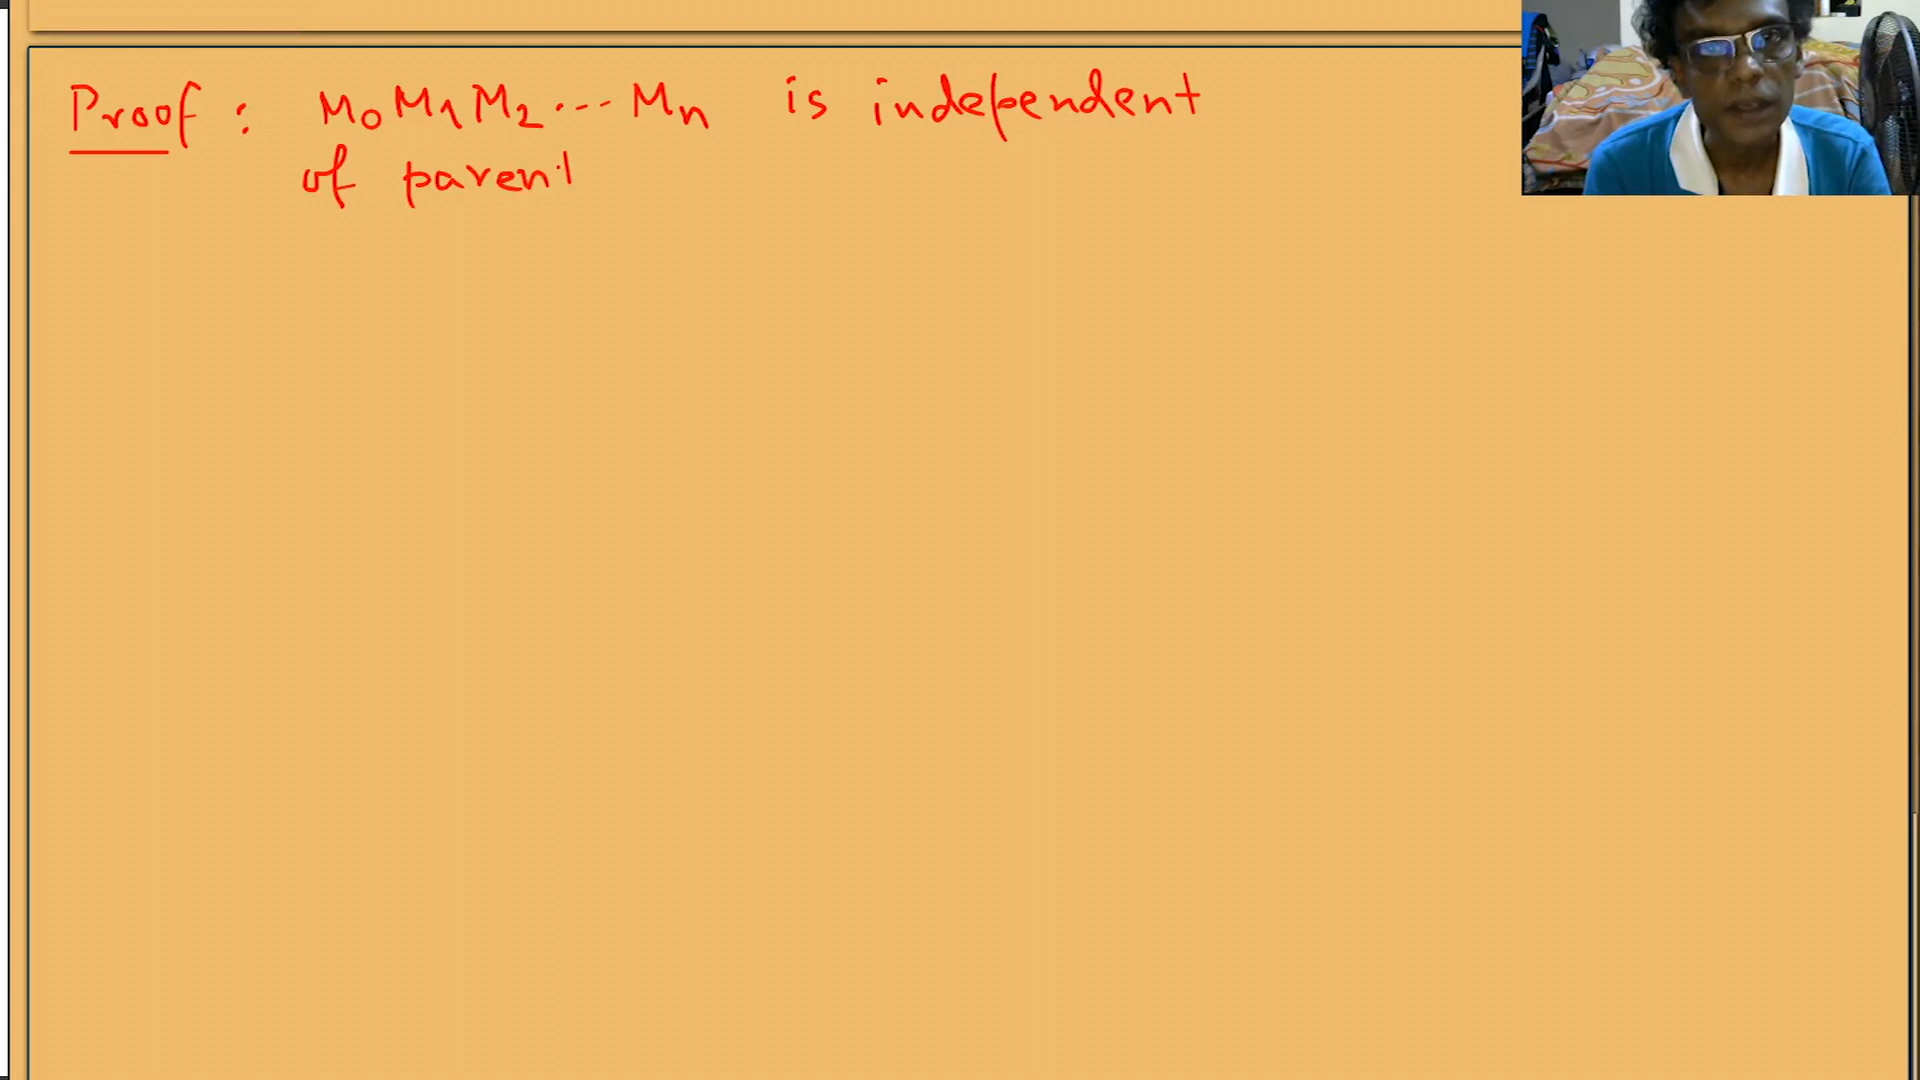 Proof : M₀M₁M₂ --- Mₙ is independent
of parent